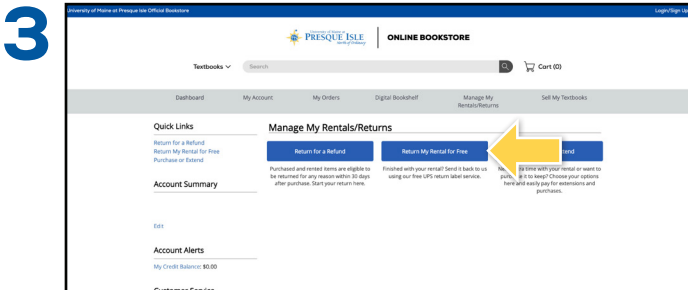 3
University of Maine at Presque Isle Official Bookstore
Login/Sign Up
University of Maine at
PRESQUE ISLE
North of Ordinary
ONLINE BOOKSTORE
Textbooks
Search
Cart (0)
Dashboard
My Account
My Orders
Digital Bookshelf
Manage My
Rentals/Returns
Sell My Textbooks
Quick Links
Return for a Refund
Return My Rental for Free
Purchase or Extend
Account Summary
Edit
Account Alerts
My Credit Balance: $0.00
Manage My Rentals/Returns
Return for a Refund
Purchased and rented items are eligible to
be returned for any reason within 30 days
after purchase. Start your return here.
Return My Rental for Free
Finished with your rental? Send it back to us
using our free UPS return label service.
tend
time with your rental or want to
it to keep? Choose your options
here and easily pay for extensions and
purchases.